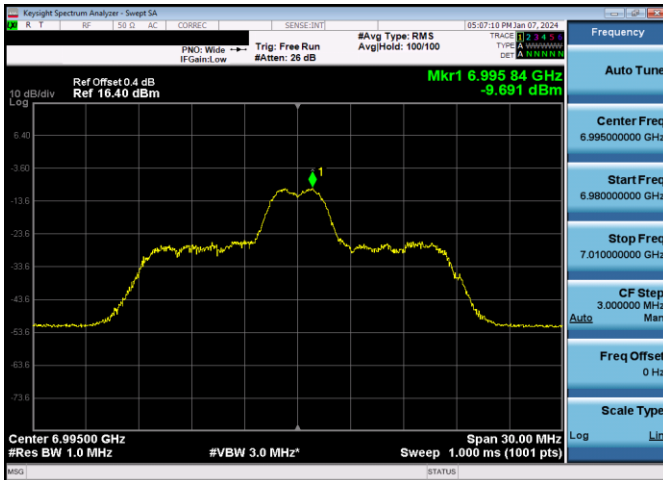 Keysight Spectrum Analyzer - Swept SA
R T RF 50 Ω AC CORREC SENSE:INT 05:07:10 PM Jan 07, 2024
PNO: Wide
IFGain:Low
Trig: Free Run
#Atten: 26 dB
#Avg Type: RMS
Avg|Hold: 100/100
TRACE 1 2 3 4 5 6
TYPE A W W W W W
DET A N N N N N
Ref Offset 0.4 dB
10 dB/div Ref 16.40 dBm
Log
Mkr1 6.995 84 GHz
-9.691 dBm
1
6.40
-3.60
-13.6
-23.6
-33.6
-43.6
-53.6
-63.6
-73.6
Center 6.99500 GHz
Span 30.00 MHz
#Res BW 1.0 MHz
#VBW 3.0 MHz*
Sweep 1.000 ms (1001 pts)
MSG
STATUS
Frequency
Auto Tune
Center Freq
6.995000000 GHz
Start Freq
6.980000000 GHz
Stop Freq
7.010000000 GHz
CF Step
3.000000 MHz
Auto Man
Freq Offset
0 Hz
Scale Type
Log Lin